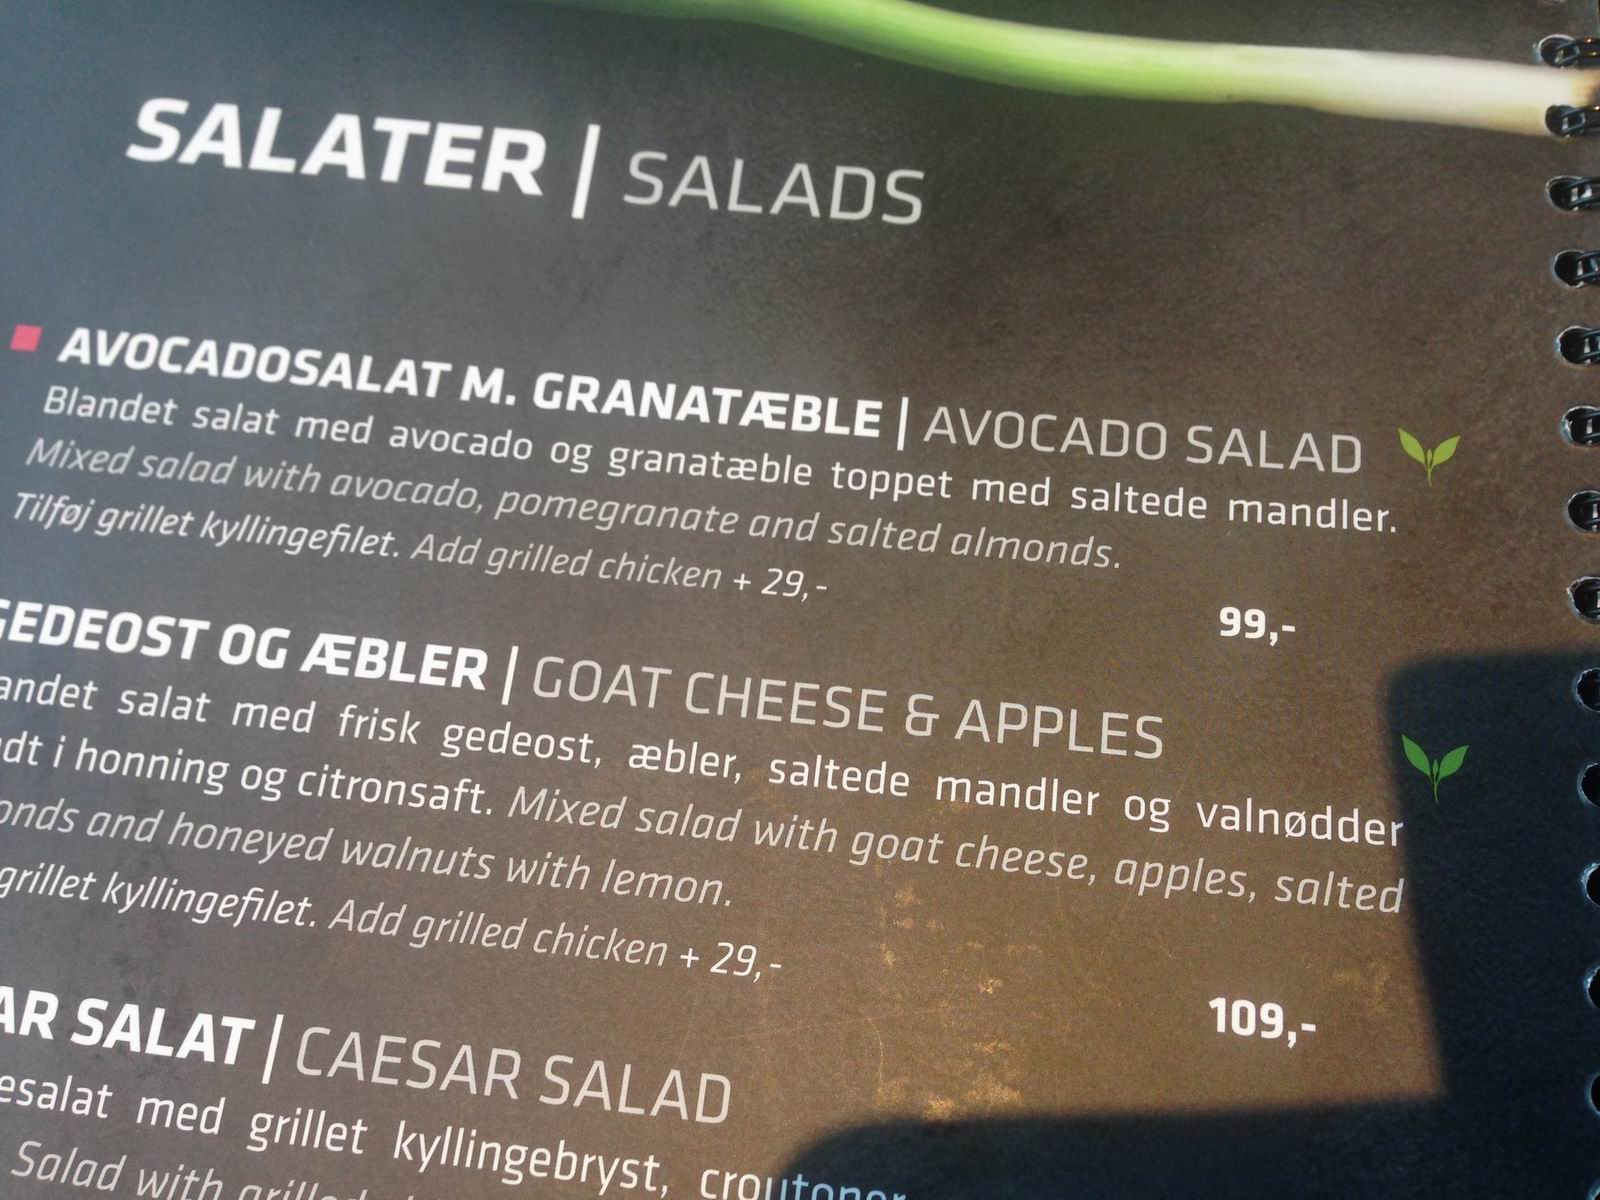 SALATER | SALADS
AVOCADOSALAT M. GRANATÆBLE | AVOCADO SALAD
Blandet salat med avocado og granatæble toppet med saltede mandler.
Mixed salad with avocado, pomegranate and salted almonds.
Tilføj grillet kyllingefilet. Add grilled chicken + 29,-
99,-
GEDEOST OG ÆBLER | GOAT CHEESE & APPLES
andet salat med frisk gedeost, æbler, saltede mandler og valnødder
dt i honning og citronsaft. Mixed salad with goat cheese, apples, salted
onds and honeyed walnuts with lemon.
grillet kyllingefilet. Add grilled chicken + 29,-
109,-
AR SALAT | CAESAR SALAD
esalat med grillet kyllingebryst, croutoner
Salad with grilled